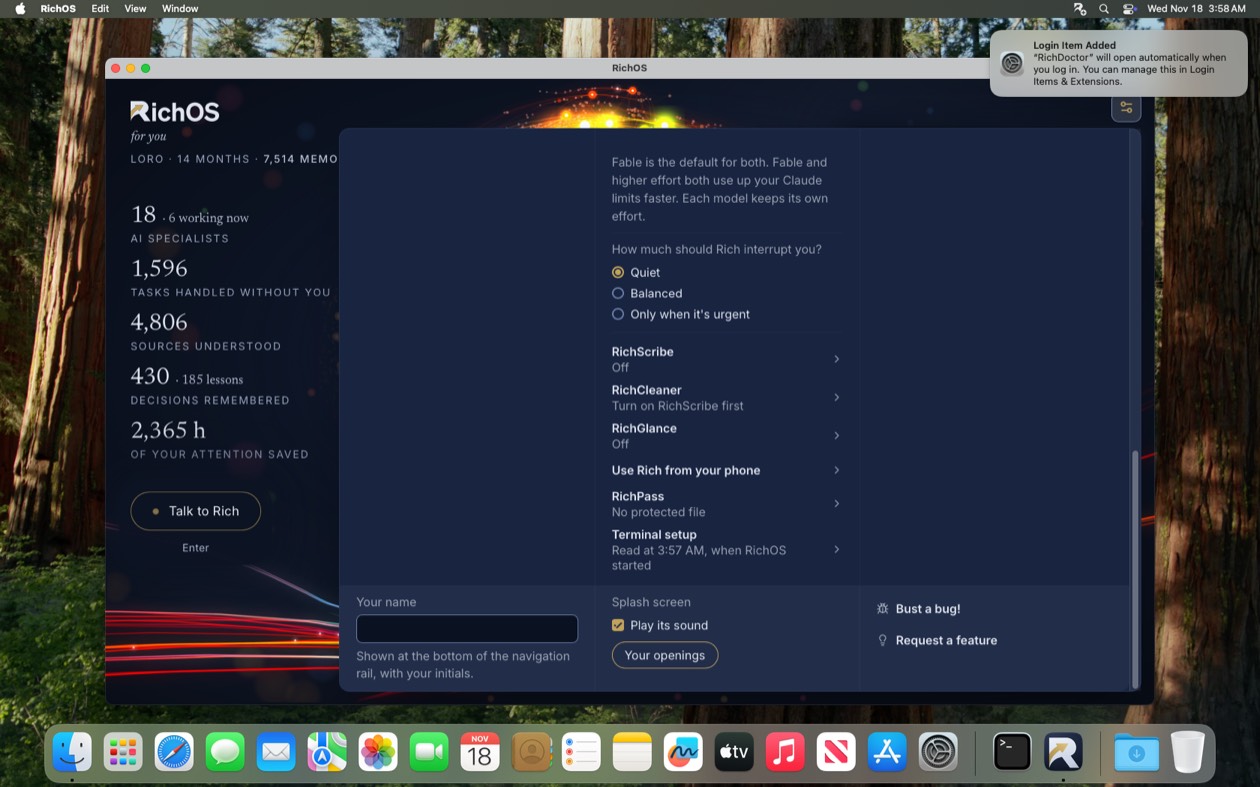 RichOS Edit View Window
Wed Nov 18 3:58 AM
Login Item Added
"RichDoctor" will open automatically when
you log in. You can manage this in Login
Items & Extensions.
RichOS
RichOS
for you
LORO · 14 MONTHS · 7,514 MEMO
18 · 6 working now
AI SPECIALISTS
1,596
TASKS HANDLED WITHOUT YOU
4,806
SOURCES UNDERSTOOD
430 · 185 lessons
DECISIONS REMEMBERED
2,365 h
OF YOUR ATTENTION SAVED
Talk to Rich
Enter
Fable is the default for both. Fable and
higher effort both use up your Claude
limits faster. Each model keeps its own
effort.
How much should Rich interrupt you?
Quiet
Balanced
Only when it's urgent
RichScribe
Off
RichCleaner
Turn on RichScribe first
RichGlance
Off
Use Rich from your phone
RichPass
No protected file
Terminal setup
Read at 3:57 AM, when RichOS
started
Your name
Shown at the bottom of the navigation
rail, with your initials.
Splash screen
Play its sound
Your openings
Bust a bug!
Request a feature
NOV
18
tv